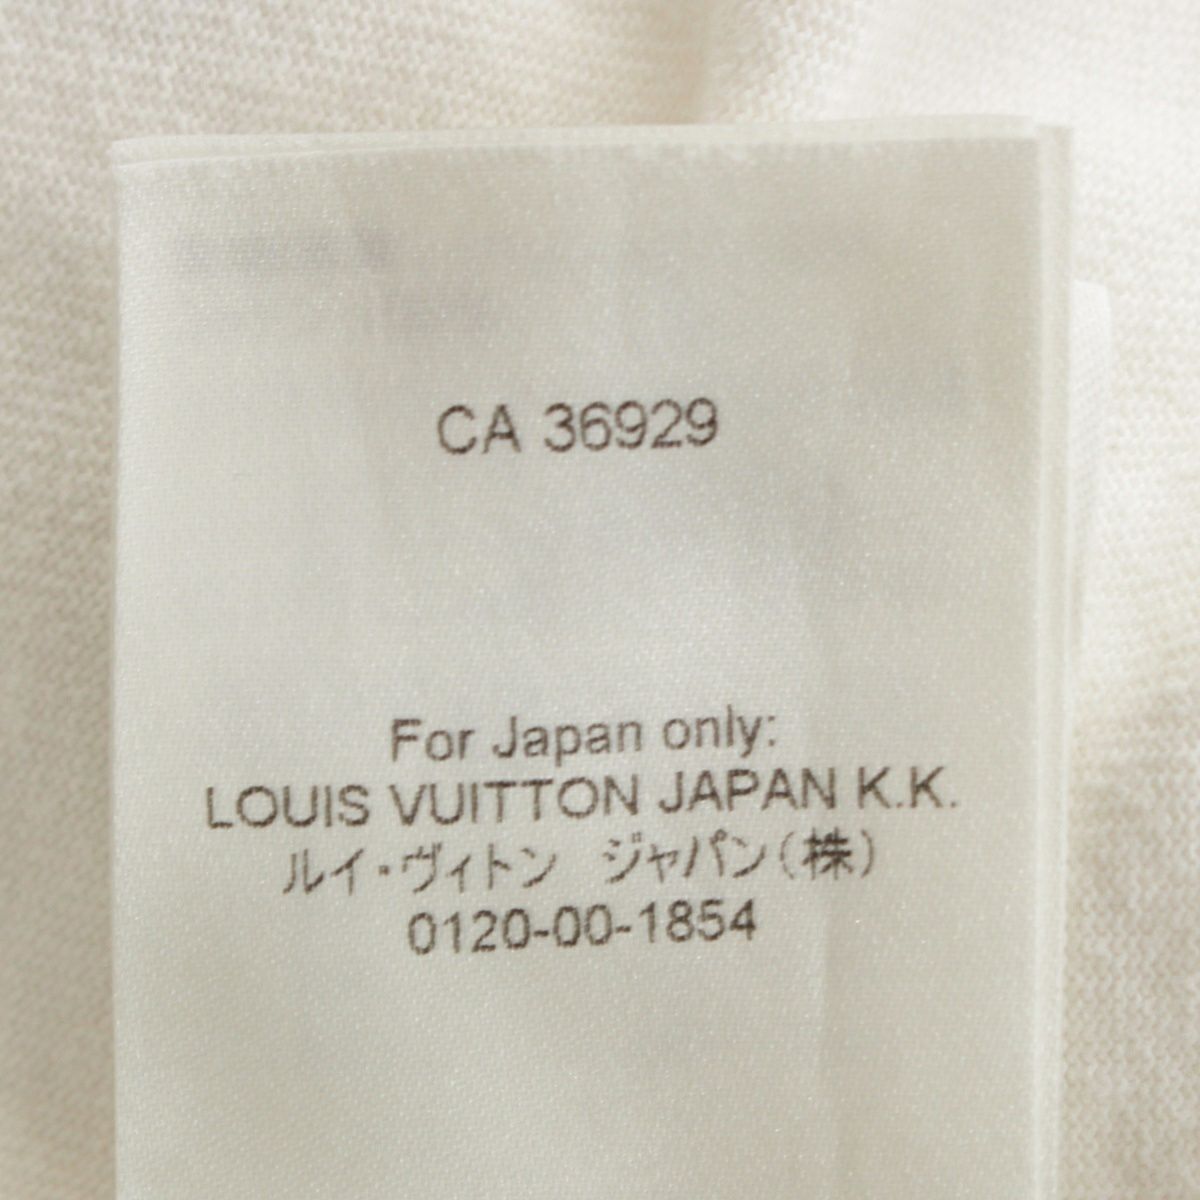 CA 36929
For Japan only:
LOUIS VUITTON JAPAN K.K.
ルイ・ヴィトン　ジャパン(株)
0120-00-1854